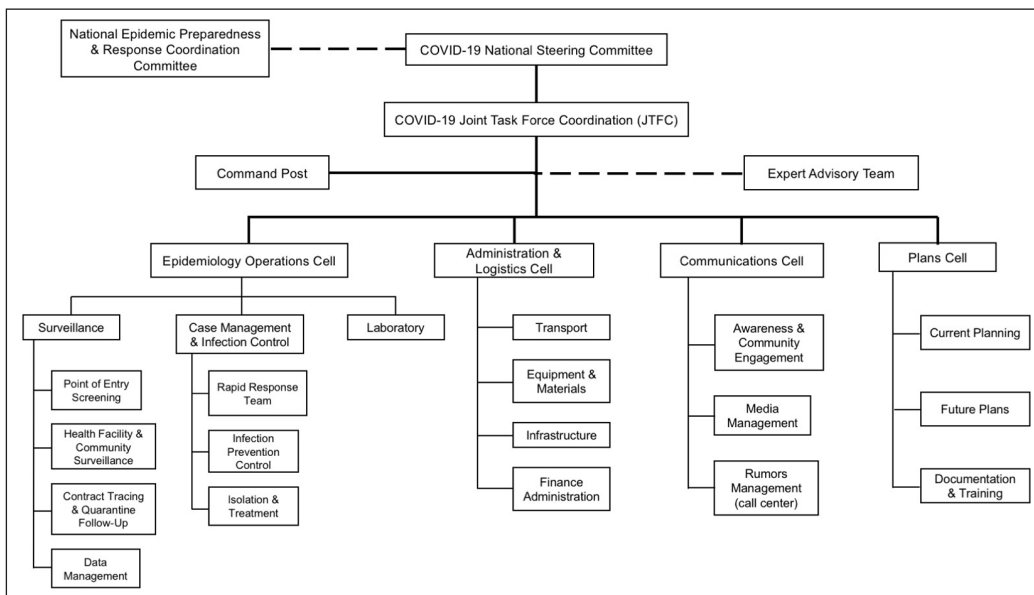 National Epidemic Preparedness
& Response Coordination
Committee
COVID-19 National Steering Committee
COVID-19 Joint Task Force Coordination (JTFC)
Command Post
Expert Advisory Team
Epidemiology Operations Cell
Administration &
Logistics Cell
Communications Cell
Plans Cell
Surveillance
Case Management
& Infection Control
Laboratory
Point of Entry
Screening
Health Facility &
Community
Surveillance
Contract Tracing
& Quarantine
Follow-Up
Data
Management
Rapid Response
Team
Infection
Prevention
Control
Isolation &
Treatment
Transport
Equipment &
Materials
Infrastructure
Finance
Administration
Awareness &
Community
Engagement
Media
Management
Rumors
Management
(call center)
Current Planning
Future Plans
Documentation
& Training